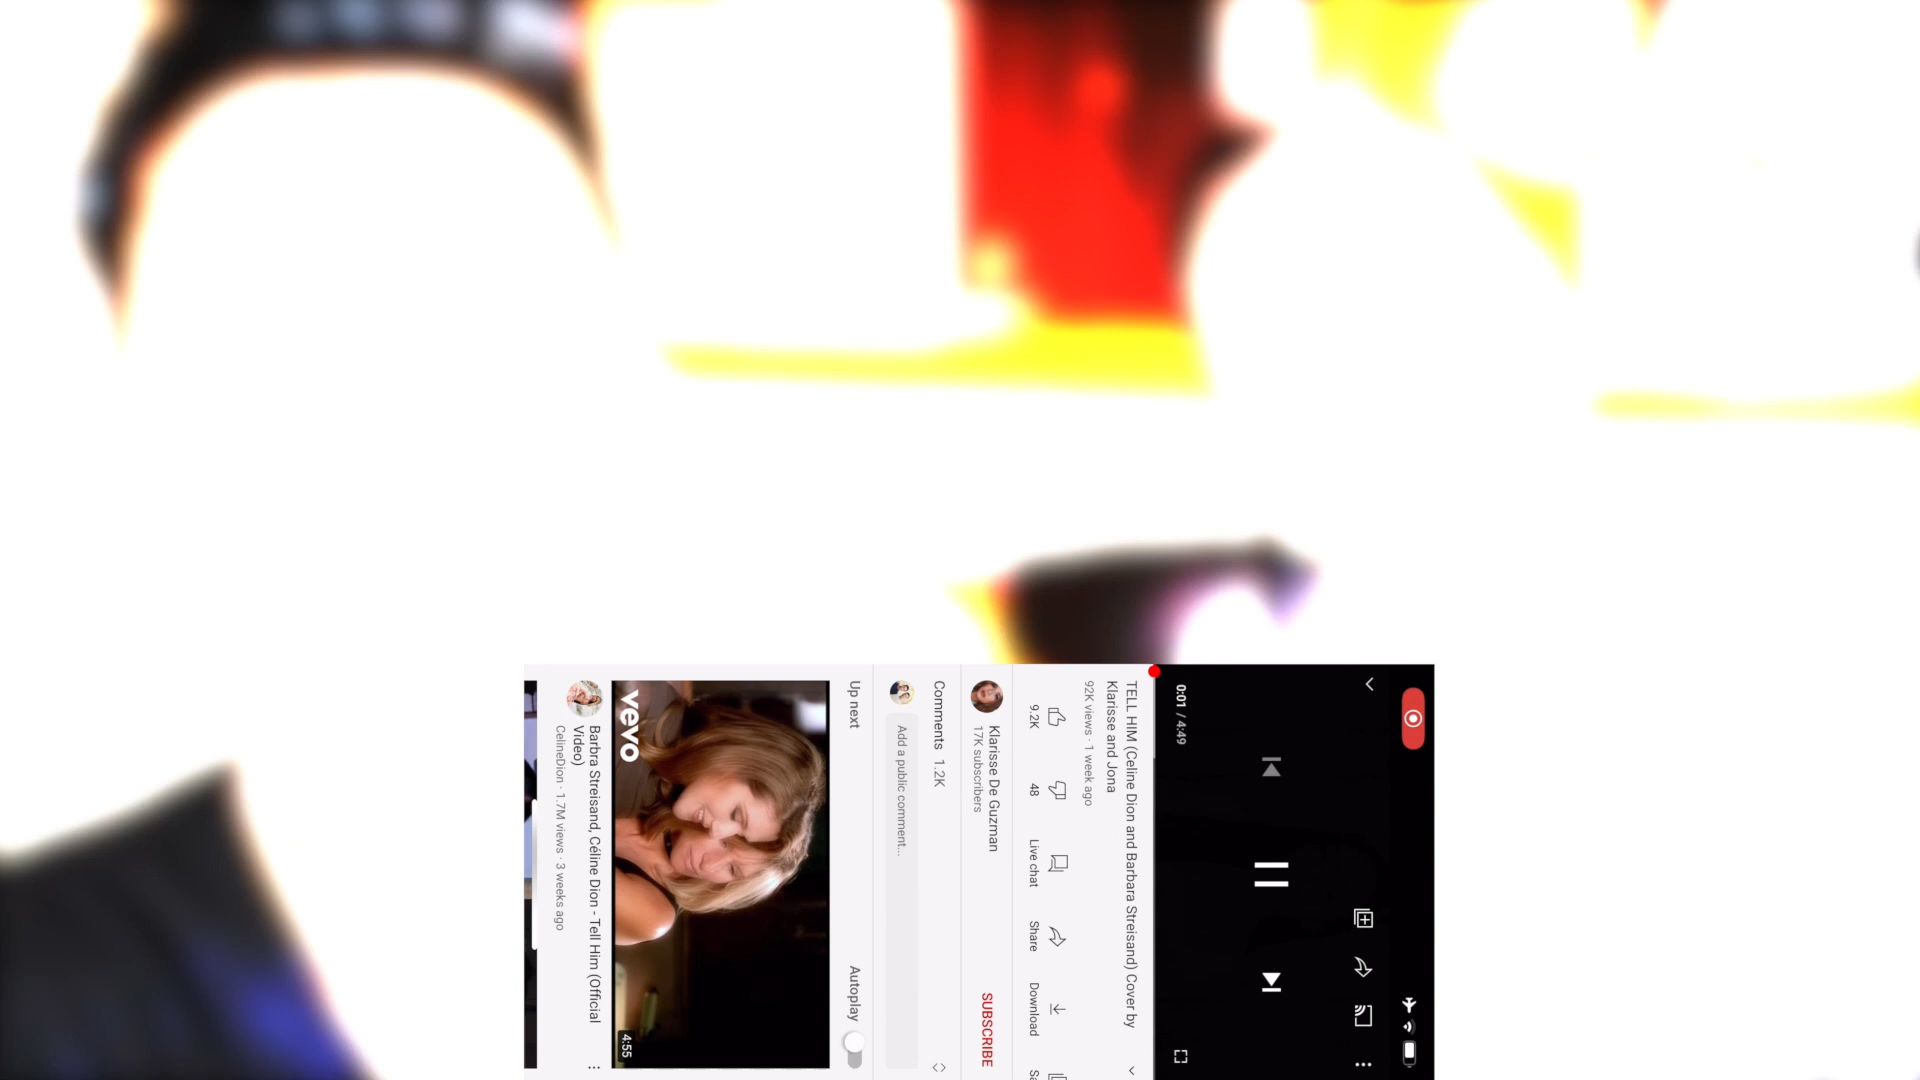 0:01 / 4:49
TELL HIM (Celine Dion and Barbara Streisand) Cover by
Klarisse and Jona
92K views · 1 week ago
9.2K
48
Live chat
Share
Download
Klarisse De Guzman
17K subscribers
SUBSCRIBE
Comments 1.2K
Add a public comment...
Up next
Autoplay
vevo
4:55
Barbra Streisand, Céline Dion - Tell Him (Official
Video)
CelineDion · 1.7M views · 3 weeks ago